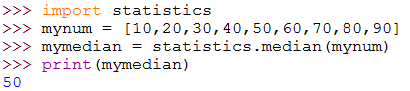 >>> import statistics
>>> mynum = [10,20,30,40,50,60,70,80,90]
>>> mymedian = statistics.median(mynum)
>>> print(mymedian)
50